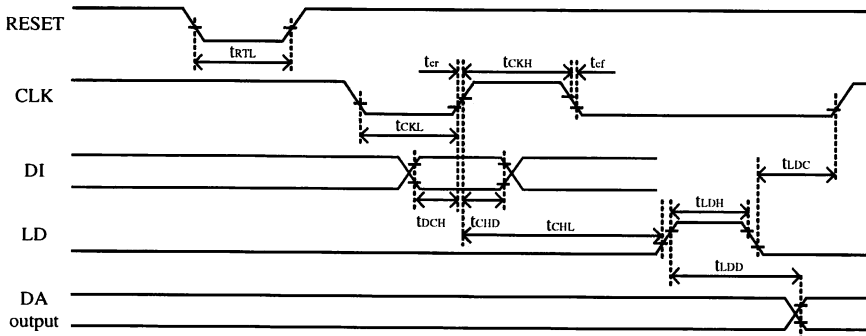 RESET
tRTL
tcr
tCKH
tcf
CLK
tCKL
DI
tLDC
tLDH
tDCH
tCHD
LD
tCHL
tLDD
DA
output